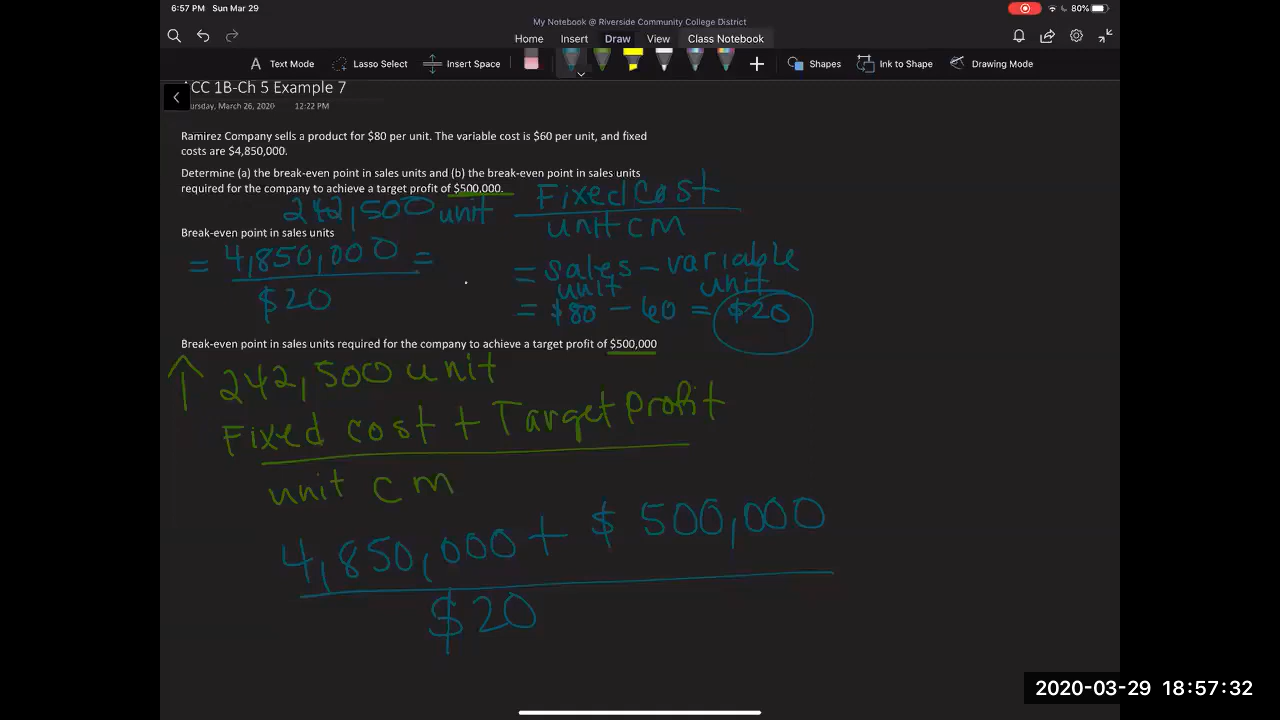 6:57 PM Sun Mar 29
80%
My Notebook @ Riverside Community College District
Home Insert Draw View Class Notebook
Text Mode Lasso Select Insert Space Shapes Ink to Shape Drawing Mode
CC 1B-Ch 5 Example 7
ursday, March 26, 2020 12:22 PM
Ramirez Company sells a product for $80 per unit. The variable cost is $60 per unit, and fixed
costs are $4,850,000.
Determine (a) the break-even point in sales units and (b) the break-even point in sales units
required for the company to achieve a target profit of $500,000.
242,500 unit
Fixed Cost
unit cm
Break-even point in sales units
= 4,850,000 =
$20
= sales - variable
unit unit
= $80 - 60 = $20
Break-even point in sales units required for the company to achieve a target profit of $500,000
↑ 242,500 unit
Fixed cost + Target profit
unit cm
4,850,000 + $ 500,000
$20
2020-03-29 18:57:32